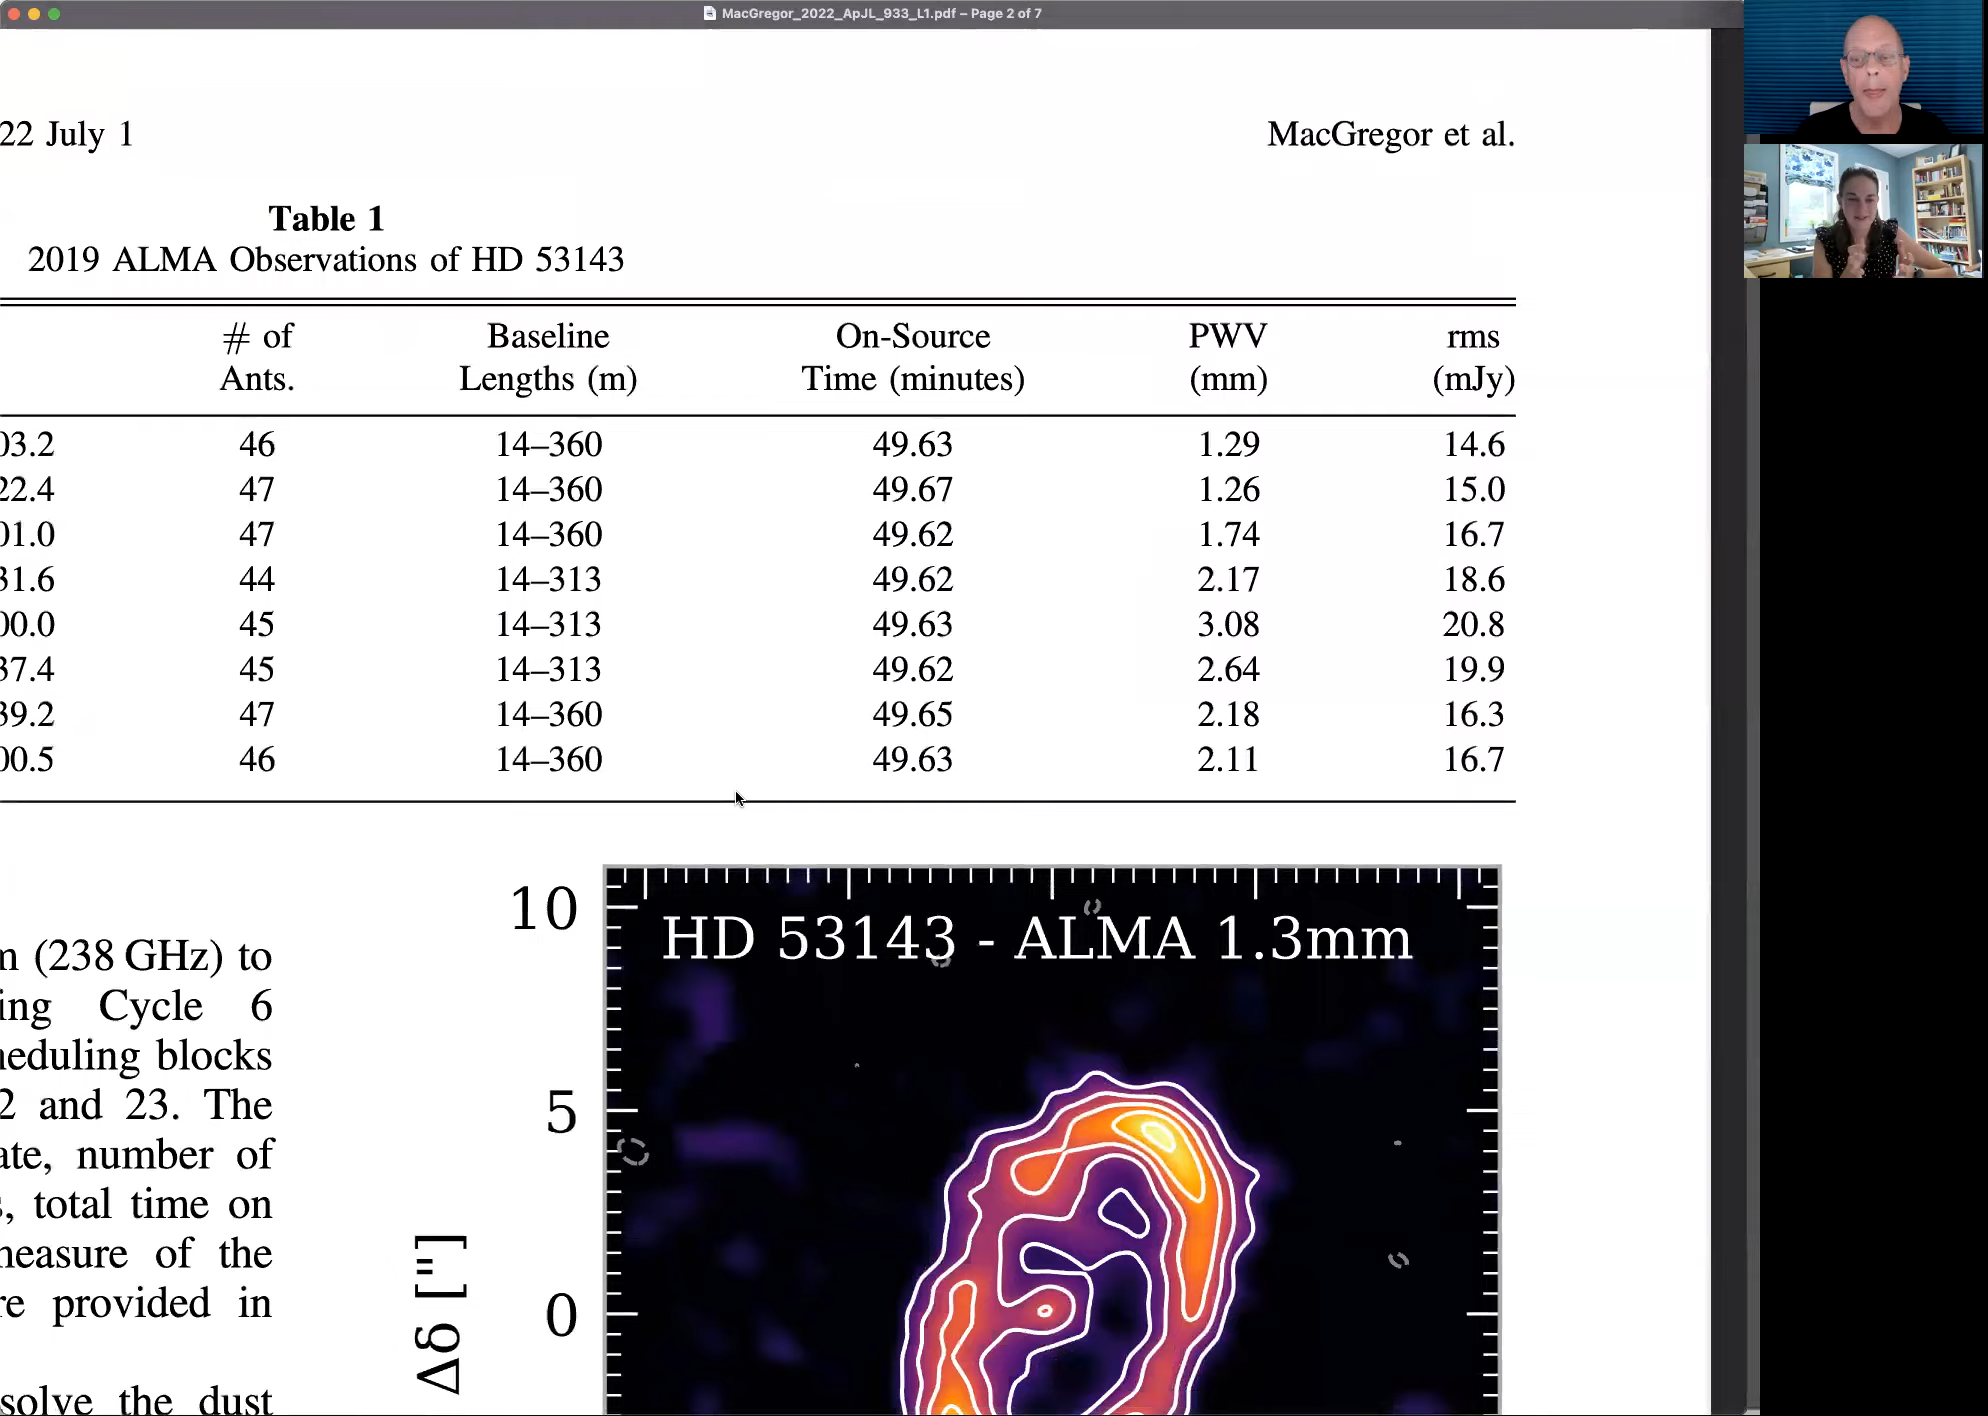 MacGregor_2022_ApJL_933_L1.pdf – Page 2 of 7
22 July 1 MacGregor et al.
Table 1
2019 ALMA Observations of HD 53143
# of Baseline On-Source PWV rms
Ants. Lengths (m) Time (minutes) (mm) (mJy)
03.2 46 14–360 49.63 1.29 14.6
22.4 47 14–360 49.67 1.26 15.0
01.0 47 14–360 49.62 1.74 16.7
31.6 44 14–313 49.62 2.17 18.6
00.0 45 14–313 49.63 3.08 20.8
37.4 45 14–313 49.62 2.64 19.9
39.2 47 14–360 49.65 2.18 16.3
00.5 46 14–360 49.63 2.11 16.7
(238 GHz) to
ing Cycle 6
heduling blocks
2 and 23. The
ate, number of
s, total time on
measure of the
re provided in
solve the dust
10
5
0
Δδ ["]
HD 53143 - ALMA 1.3mm